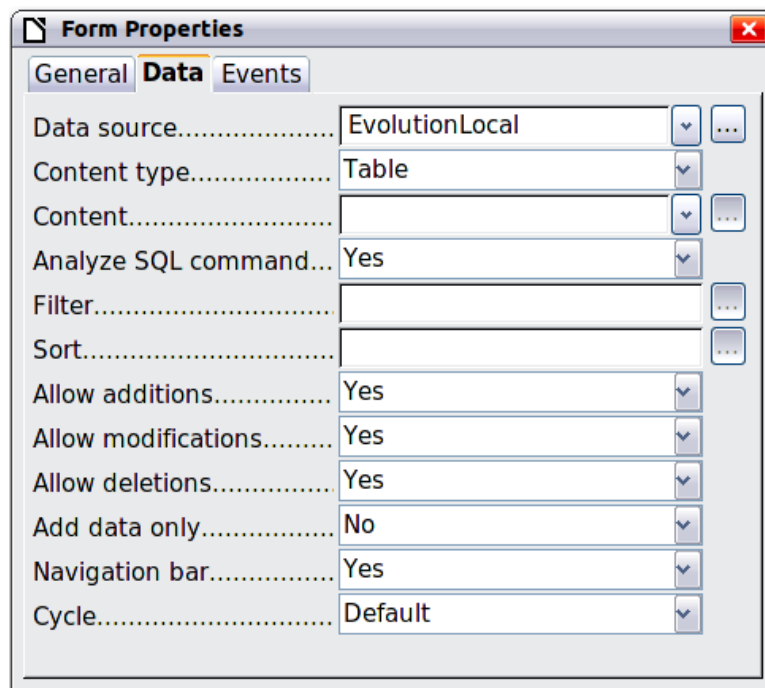 Form Properties
General Data Events
Data source..................... EvolutionLocal ...
Content type.................. Table
Content.......................... ...
Analyze SQL command... Yes
Filter.............................. ...
Sort................................ ...
Allow additions............... Yes
Allow modifications......... Yes
Allow deletions............... Yes
Add data only................. No
Navigation bar................ Yes
Cycle.............................. Default